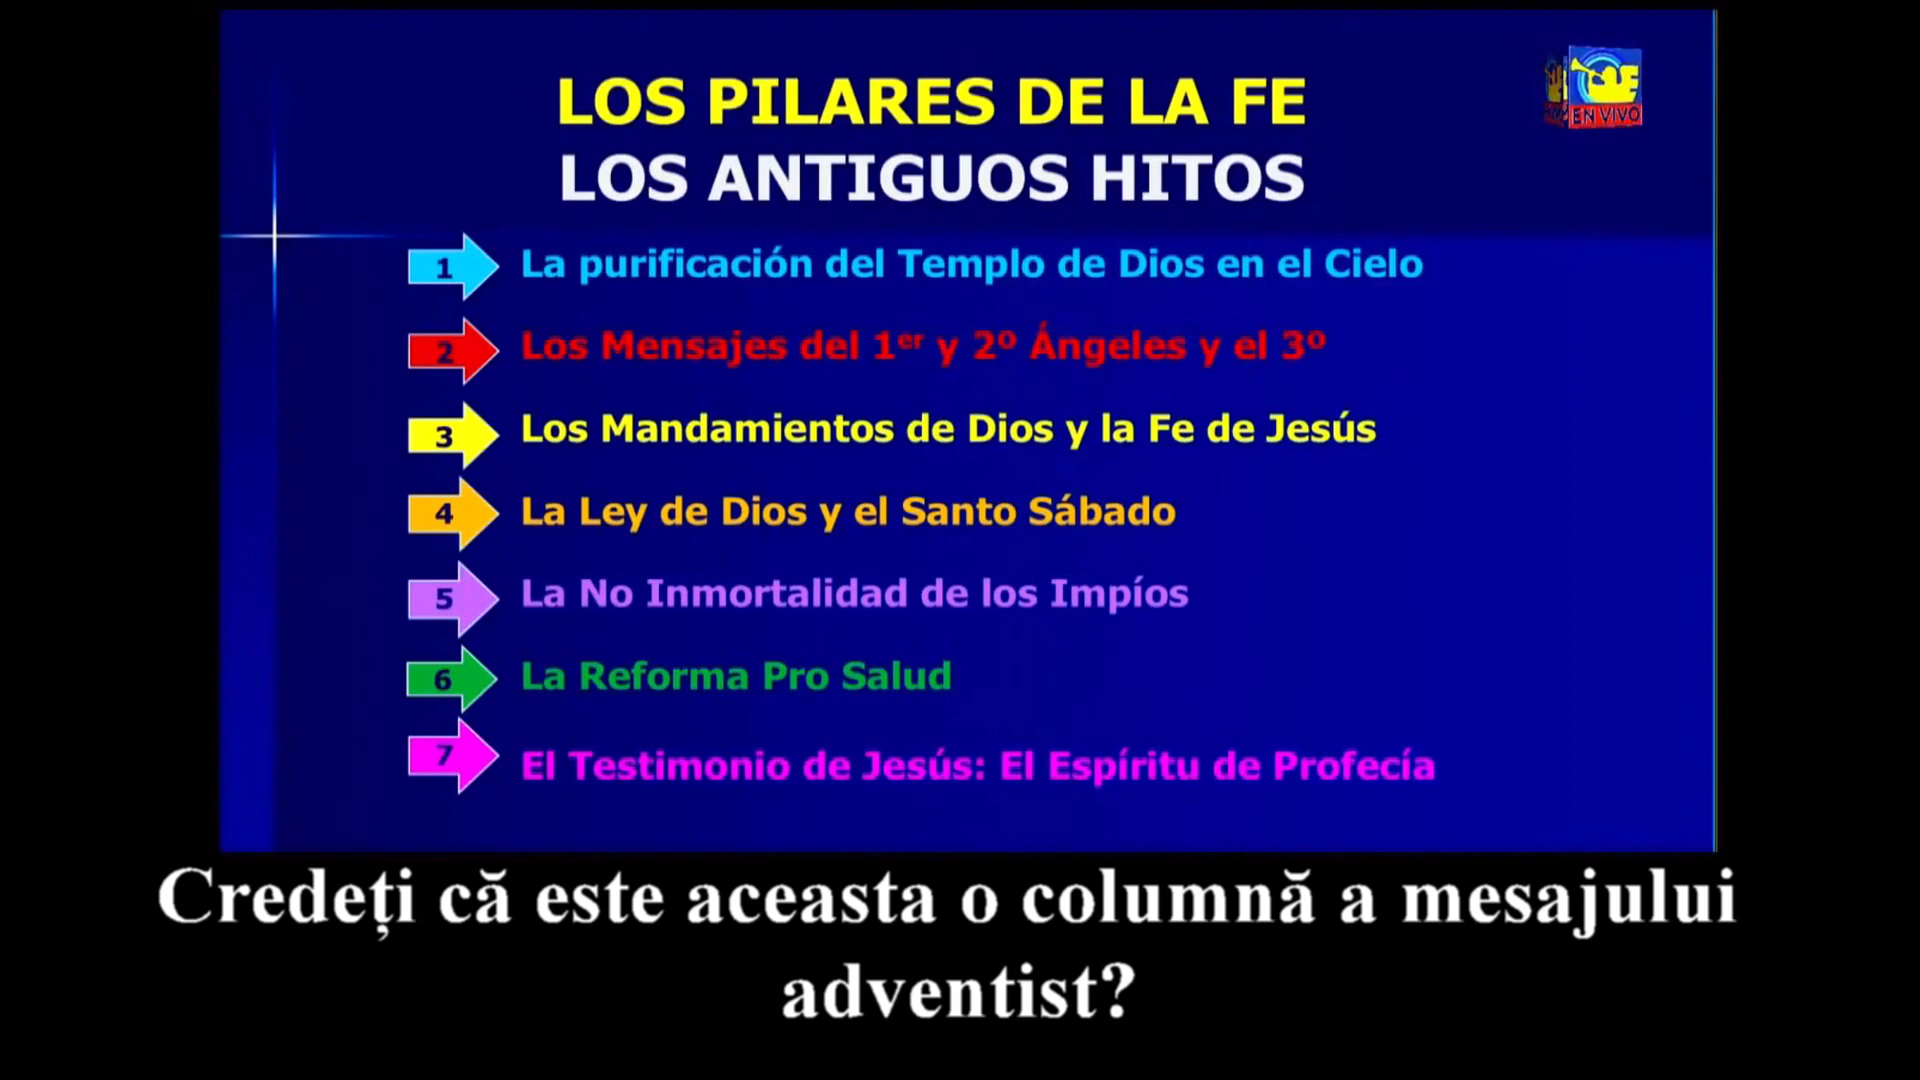 LOS PILARES DE LA FE
LOS ANTIGUOS HITOS
EN VIVO
1 La purificación del Templo de Dios en el Cielo
2 Los Mensajes del 1er y 2º Ángeles y el 3º
3 Los Mandamientos de Dios y la Fe de Jesús
4 La Ley de Dios y el Santo Sábado
5 La No Inmortalidad de los Impíos
6 La Reforma Pro Salud
7 El Testimonio de Jesús: El Espíritu de Profecía
Credeți că este aceasta o columnă a mesajului
adventist?